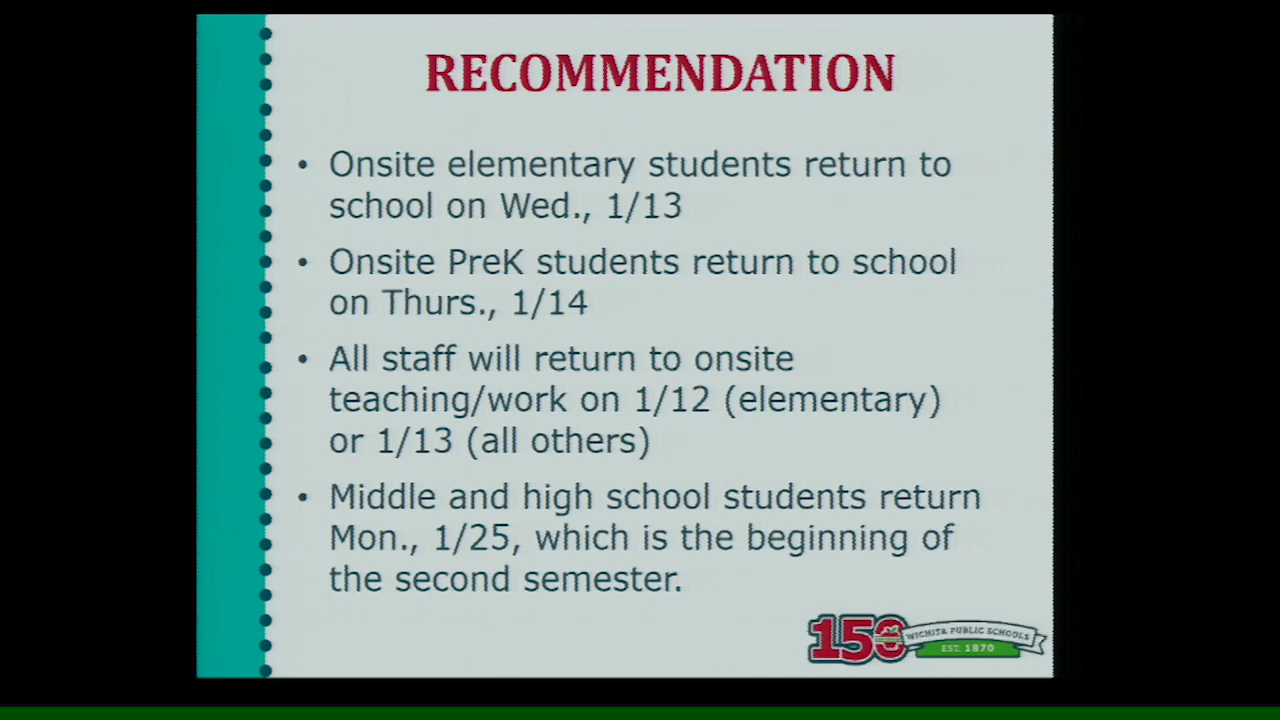 RECOMMENDATION
• Onsite elementary students return to
school on Wed., 1/13
• Onsite PreK students return to school
on Thurs., 1/14
• All staff will return to onsite
teaching/work on 1/12 (elementary)
or 1/13 (all others)
• Middle and high school students return
Mon., 1/25, which is the beginning of
the second semester.
150
WICHITA PUBLIC SCHOOLS
EST. 1870